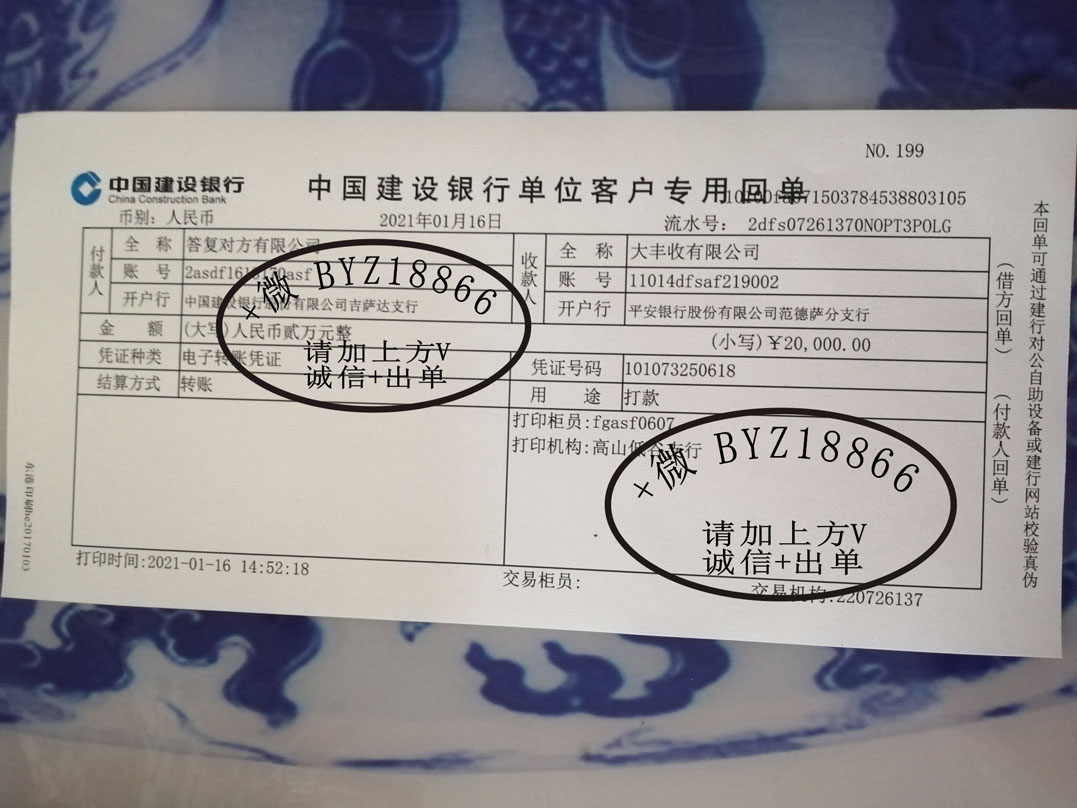 NO.199
中国建设银行
China Construction Bank
中国建设银行单位客户专用回单
币别：人民币
2021年01月16日
流水号： 2dfs07261370NOPT3POLG
付款人
全 称
答复对方有限公司
收款人
全 称
大丰收有限公司
账 号
账 号
11014dfsaf219002
开户行
中国建设银行股份有限公司吉萨达支行
开户行
平安银行股份有限公司范德萨分支行
金 额
(大写)人民币贰万元整
(小写)￥20,000.00
凭证种类
电子转账凭证
凭证号码
101073250618
结算方式
转账
用 途
打款
打印柜员:fgasf0607
打印机构:高山低谷支行
打印时间:2021-01-16 14:52:18
交易柜员:
交易机构:220726137
（借方回单）
（付款人回单）
本回单可通过建行对公自助设备或建行网站校验真伪
+微 BYZ18866
请加上方V
诚信+出单
+微 BYZ18866
请加上方V
诚信+出单